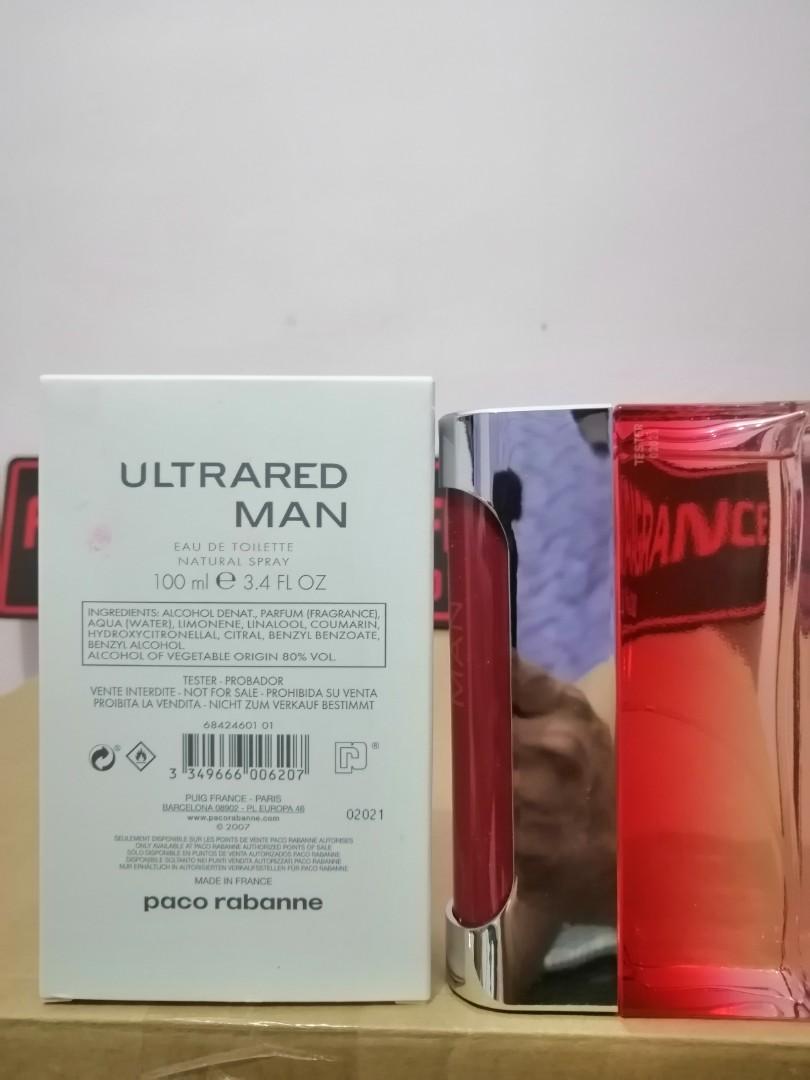 ULTRARED
MAN
EAU DE TOILETTE
NATURAL SPRAY
100 ml ℮ 3.4 FL OZ
INGREDIENTS: ALCOHOL DENAT., PARFUM (FRAGRANCE),
AQUA (WATER), LIMONENE, LINALOOL, COUMARIN,
HYDROXYCITRONELLAL, CITRAL, BENZYL BENZOATE,
BENZYL ALCOHOL.
ALCOHOL OF VEGETABLE ORIGIN 80% VOL.
TESTER - PROBADOR
VENTE INTERDITE - NOT FOR SALE - PROHIBIDA SU VENTA
PROIBITA LA VENDITA - NICHT ZUM VERKAUF BESTIMMT
68424601 01
3 349666 006207
PUIG FRANCE - PARIS
BARCELONA 08902 - PL EUROPA 46
www.pacorabanne.com
© 2007
02021
SEULEMENT DISPONIBLE SUR LES POINTS DE VENTE PACO RABANNE AUTORISES
ONLY AVAILABLE AT PACO RABANNE AUTHORIZED POINTS OF SALE
SOLO DISPONIBLE EN PUNTOS DE VENTA AUTORIZADOS PACO RABANNE
DISPONIBILE SOLTANTO NEI PUNTI VENDITA AUTORIZZATI PACO RABANNE
NUR ERHÄLTLICH IN AUTORISIERTEN VERKAUFSSTELLEN FÜR PACO RABANNE
MADE IN FRANCE
paco rabanne
MAN
TESTER
02021